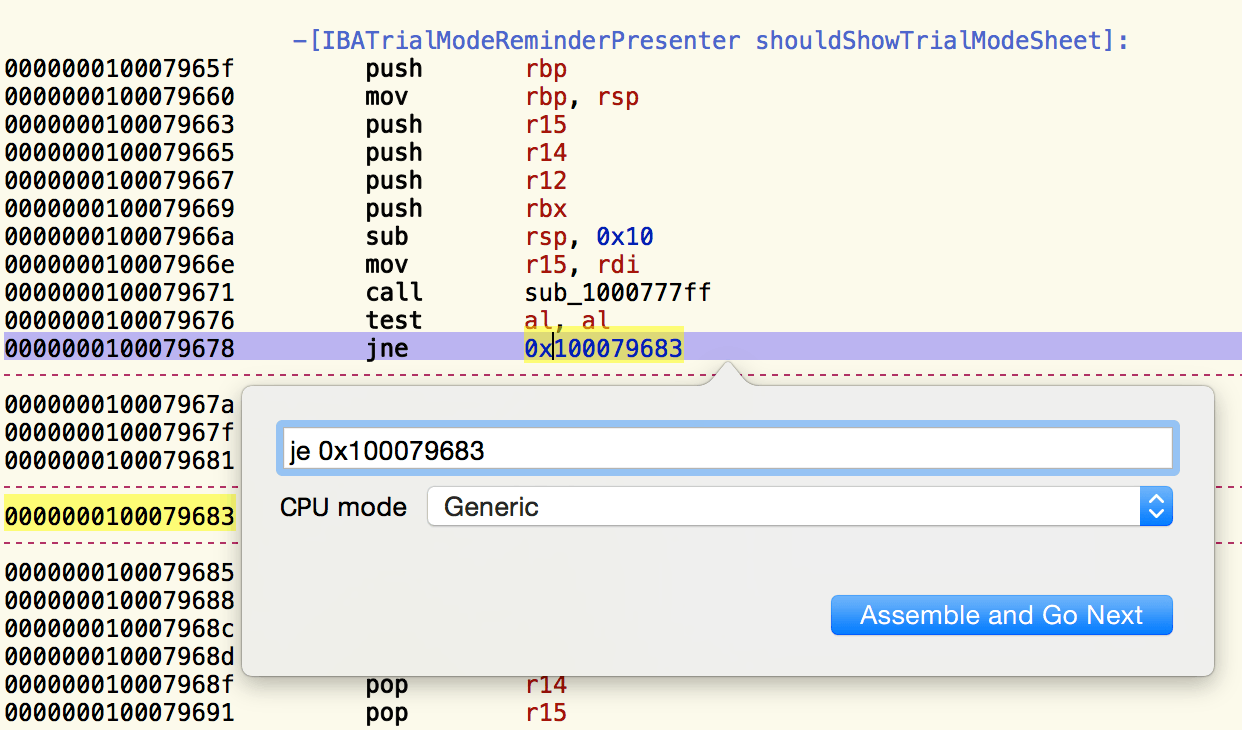 -[IBATrialModeReminderPresenter shouldShowTrialModeSheet]:
000000010007965f push rbp
0000000100079660 mov rbp, rsp
0000000100079663 push r15
0000000100079665 push r14
0000000100079667 push r12
0000000100079669 push rbx
000000010007966a sub rsp, 0x10
000000010007966e mov r15, rdi
0000000100079671 call sub_1000777ff
0000000100079676 test al, al
0000000100079678 jne 0x100079683
000000010007967a
000000010007967f
je 0x100079683
0000000100079681
CPU mode Generic
0000000100079683
0000000100079685
0000000100079688
Assemble and Go Next
000000010007968c
000000010007968d
000000010007968f pop r14
0000000100079691 pop r15